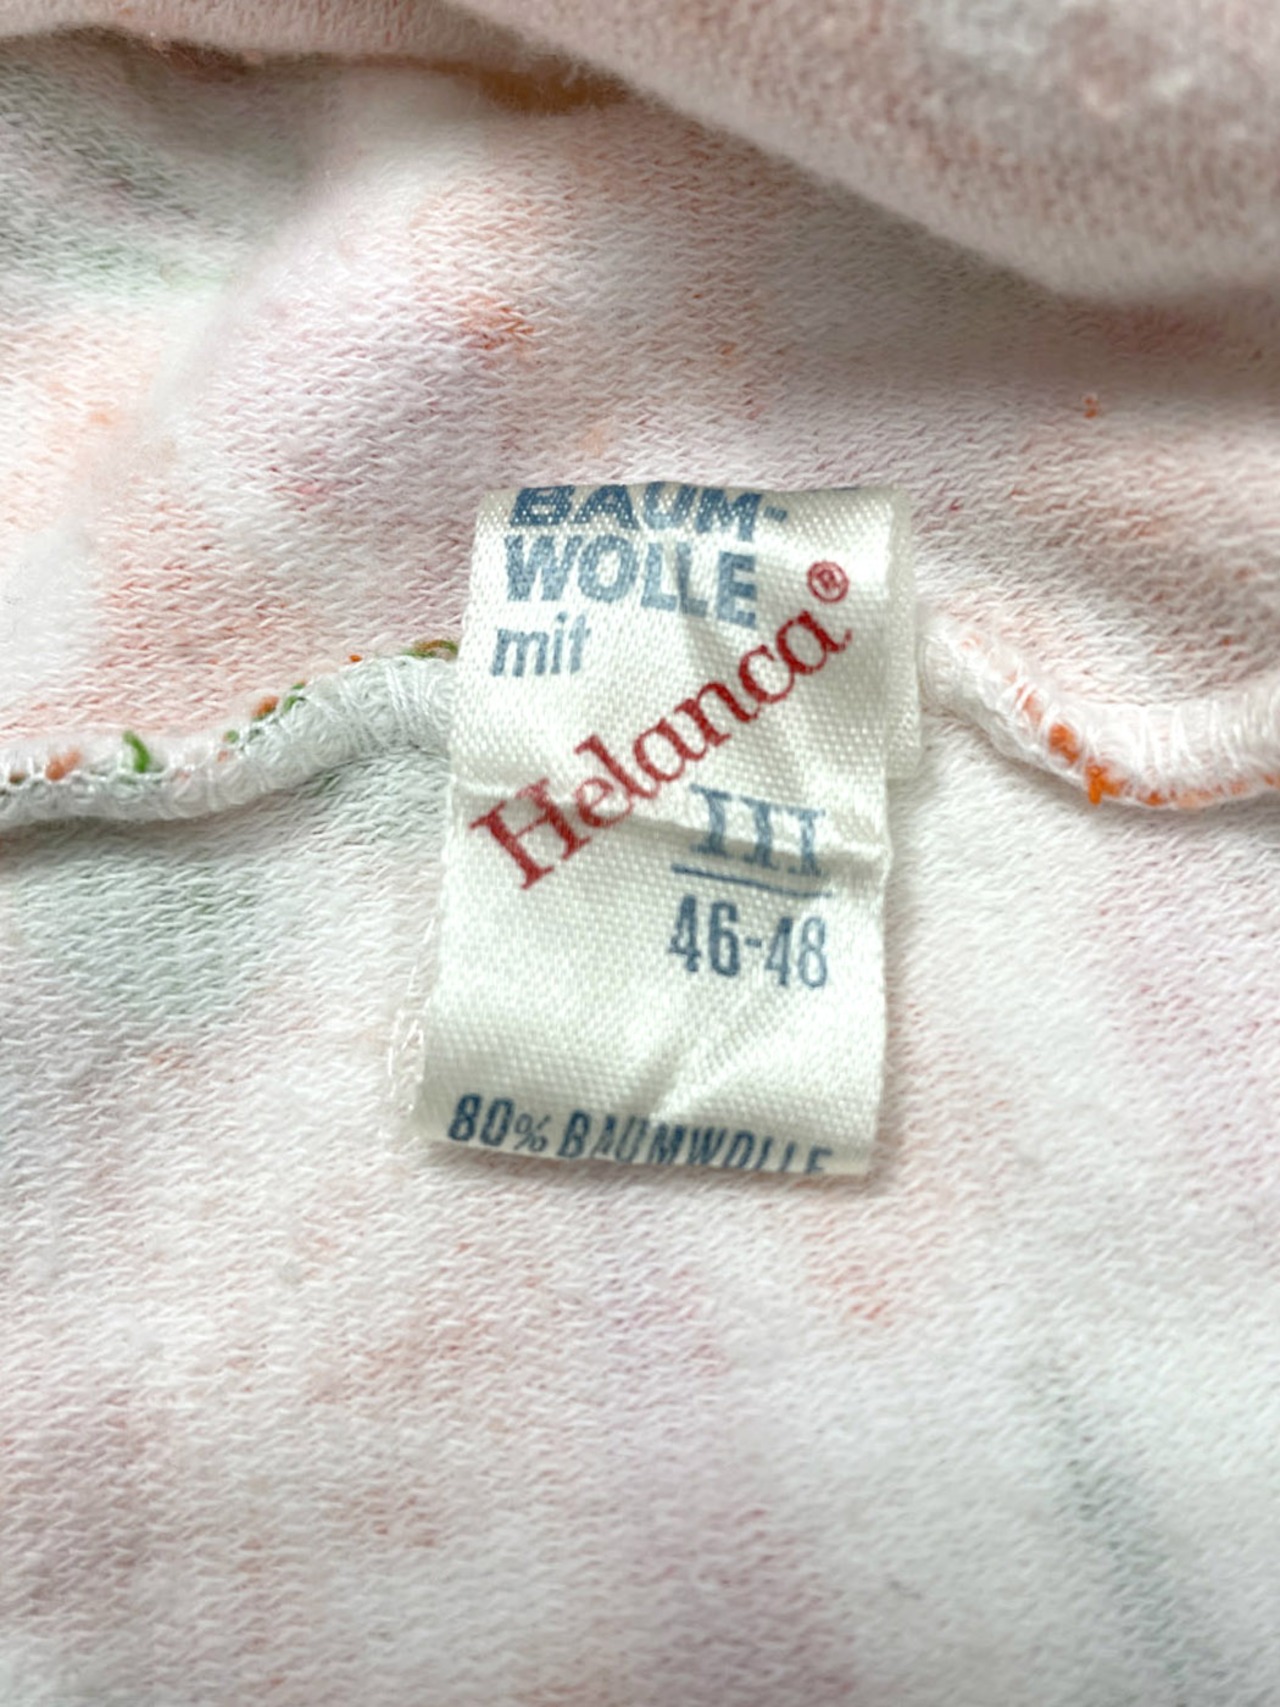 BAUM-
WOLLE
mit
Helanca®
III
46-48
80% BAUMWOLLE